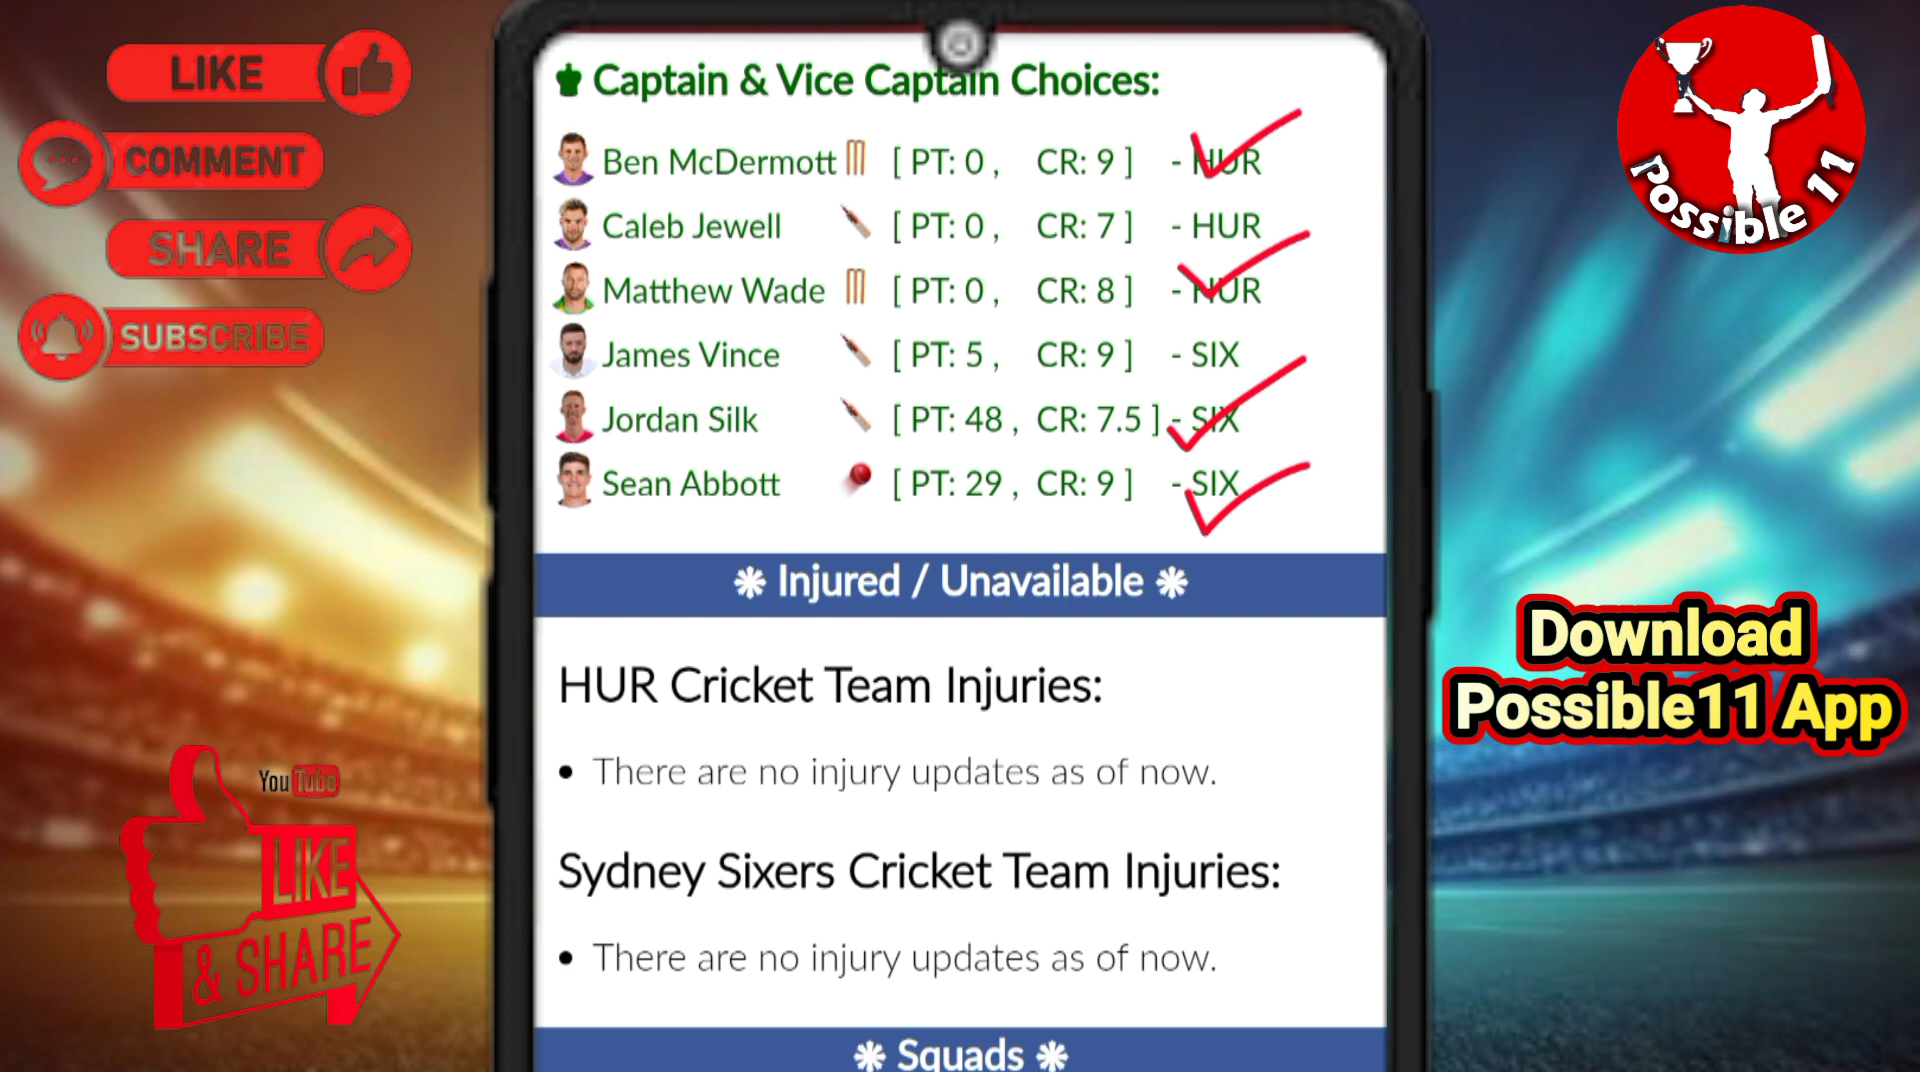 LIKE
COMMENT
SHARE
SUBSCRIBE
Captain & Vice Captain Choices:
Ben McDermott [ PT: 0 , CR: 9 ] - HUR
Caleb Jewell [ PT: 0 , CR: 7 ] - HUR
Matthew Wade [ PT: 0 , CR: 8 ] - HUR
James Vince [ PT: 5 , CR: 9 ] - SIX
Jordan Silk [ PT: 48 , CR: 7.5 ] - SIX
Sean Abbott [ PT: 29 , CR: 9 ] - SIX
Injured / Unavailable
HUR Cricket Team Injuries:
• There are no injury updates as of now.
Sydney Sixers Cricket Team Injuries:
• There are no injury updates as of now.
Squads
Possible 11
Download
Possible11 App
YouTube
LIKE
& SHARE